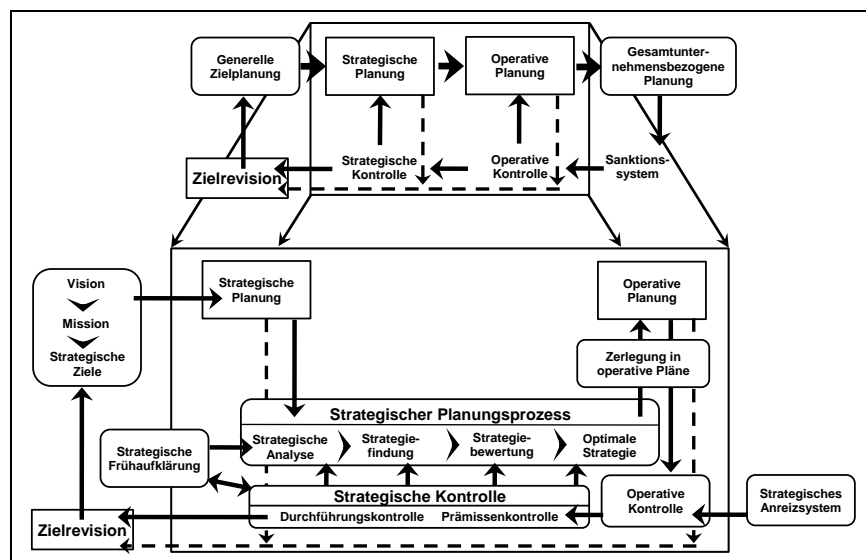 Generelle
Zielplanung
Strategische
Planung
Operative
Planung
Gesamtunter-
nehmensbezogene
Planung
Zielrevision
Strategische
Kontrolle
Operative
Kontrolle
Sanktions-
system
Vision
Mission
Strategische
Ziele
Strategische
Planung
Operative
Planung
Zerlegung in
operative Pläne
Strategischer Planungsprozess
Strategische
Frühaufklärung
Strategische
Analyse
Strategie-
findung
Strategie-
bewertung
Optimale
Strategie
Strategische Kontrolle
Durchführungskontrolle Prämissenkontrolle
Operative
Kontrolle
Strategisches
Anreizsystem
Zielrevision